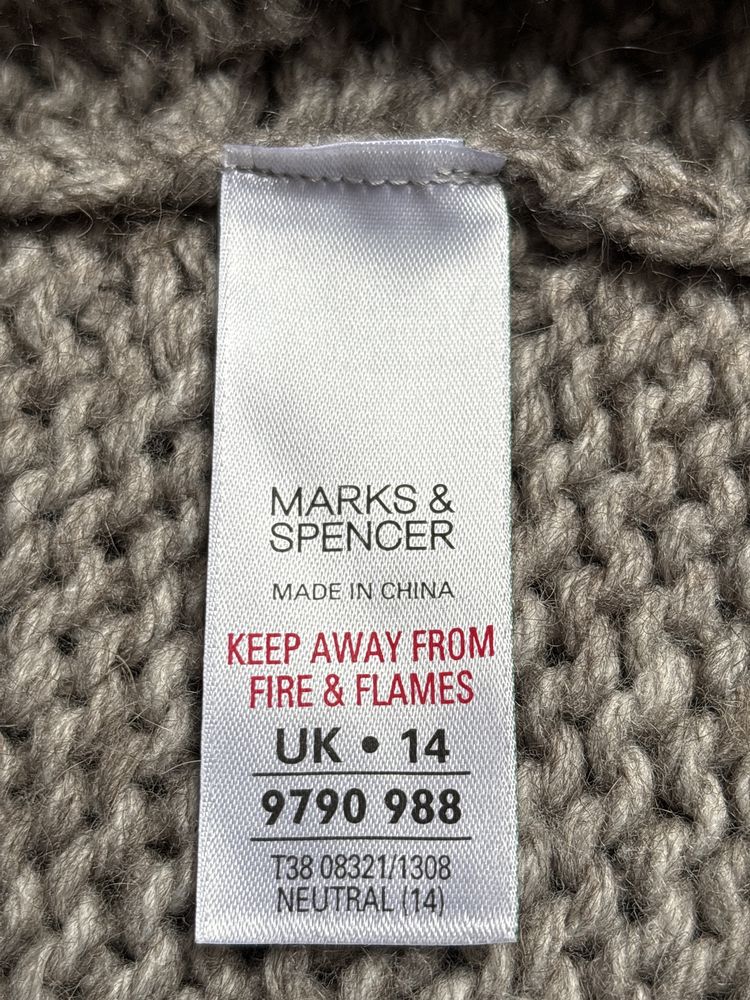 MARKS &
SPENCER
MADE IN CHINA
KEEP AWAY FROM
FIRE & FLAMES
UK • 14
9790 988
T38 08321/1308
NEUTRAL (14)